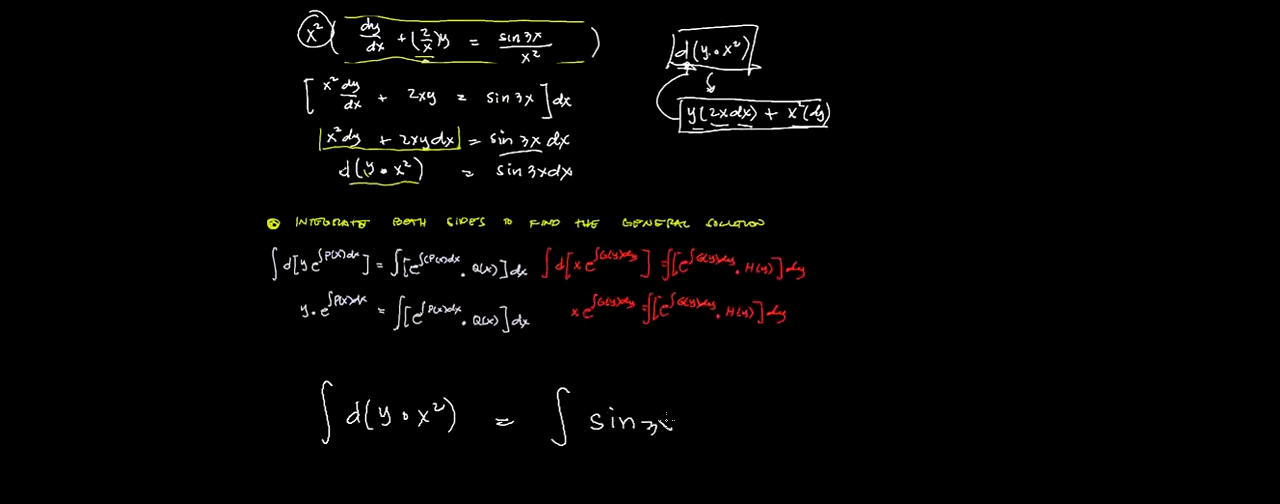 x² ( dy/dx + (2/x)y = sin 3x / x² )
[ x² dy/dx + 2xy = sin 3x ] dx
x²dy + 2xydx = sin 3x dx
d(y • x²) = sin 3xdx
d(y • x²)
y(2xdx) + x²(dy)
INTEGRATE BOTH SIDES TO FIND THE GENERAL SOLUTION
∫ d[y e^∫P(x)dx] = ∫[e^∫P(x)dx • Q(x)] dx ∫ d[x e^∫G(y)dy] = ∫[e^∫G(y)dy • H(y)] dy
y • e^∫P(x)dx = ∫[e^∫P(x)dx • Q(x)] dx x e^∫G(y)dy = ∫[e^∫G(y)dy • H(y)] dy
∫ d(y • x²) = ∫ sin 3x